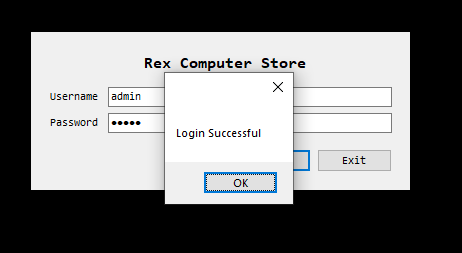 Rex Computer Store
Username admin
Password ●●●●●
Login Successful
OK
Exit